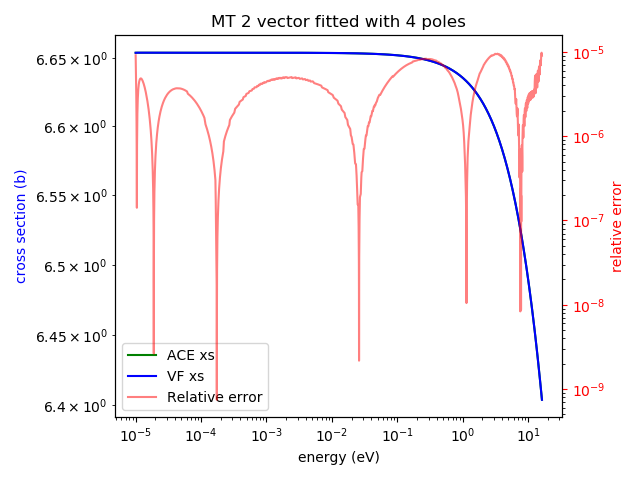 MT 2 vector fitted with 4 poles
cross section (b)
6.65 × 10⁰
6.6 × 10⁰
6.55 × 10⁰
6.5 × 10⁰
6.45 × 10⁰
6.4 × 10⁰
10⁻⁵
10⁻⁶
10⁻⁷
10⁻⁸
10⁻⁹
relative error
ACE xs
VF xs
Relative error
10⁻⁵ 10⁻⁴ 10⁻³ 10⁻² 10⁻¹ 10⁰ 10¹
energy (eV)